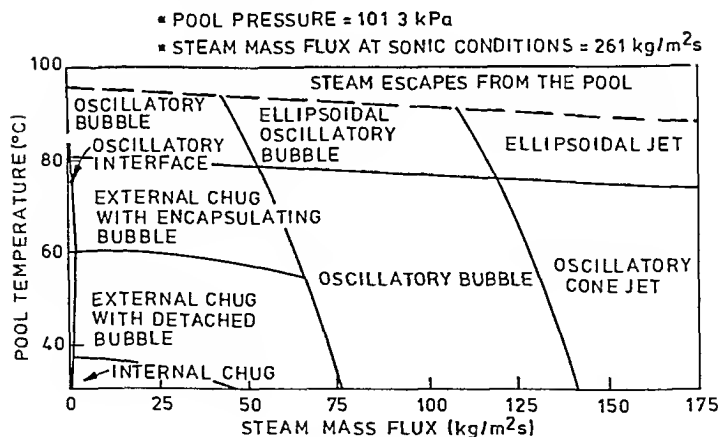 * POOL PRESSURE = 101 3 kPa
* STEAM MASS FLUX AT SONIC CONDITIONS = 261 kg/m²s
100
80
60
40
POOL TEMPERATURE (°C)
STEAM ESCAPES FROM THE POOL
OSCILLATORY
BUBBLE
ELLIPSOIDAL
OSCILLATORY
BUBBLE
ELLIPSOIDAL JET
OSCILLATORY
INTERFACE
EXTERNAL CHUG
WITH ENCAPSULATING
BUBBLE
OSCILLATORY BUBBLE
OSCILLATORY
CONE JET
EXTERNAL CHUG
WITH DETACHED
BUBBLE
INTERNAL CHUG
0 25 50 75 100 125 150 175
STEAM MASS FLUX (kg/m²s)